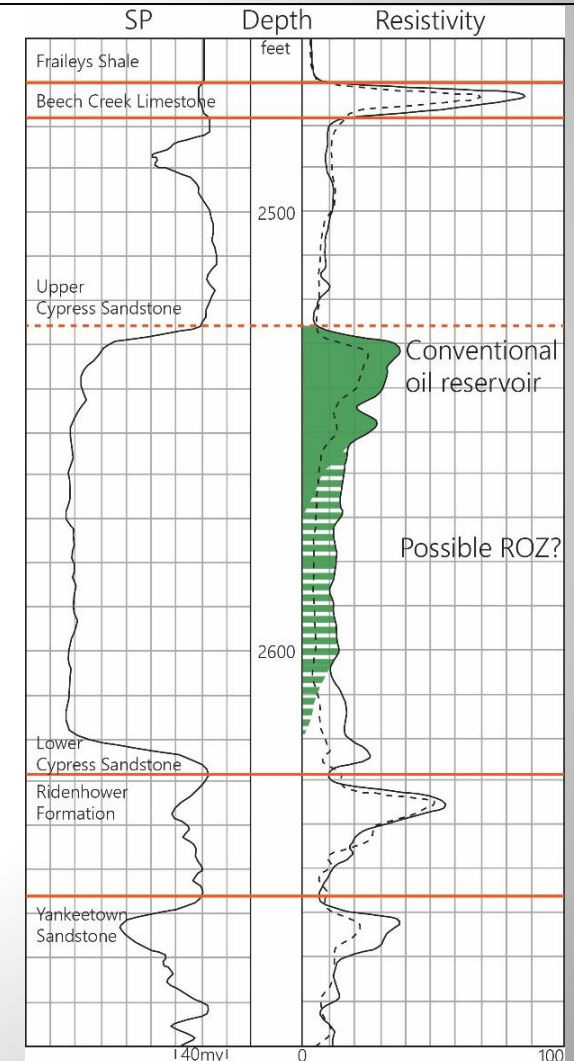 SP
Depth
Resistivity
feet
Fraileys Shale
Beech Creek Limestone
2500
Upper
Cypress Sandstone
Conventional
oil reservoir
Possible ROZ?
2600
Lower
Cypress Sandstone
Ridenhower
Formation
Yankeetown
Sandstone
0
100